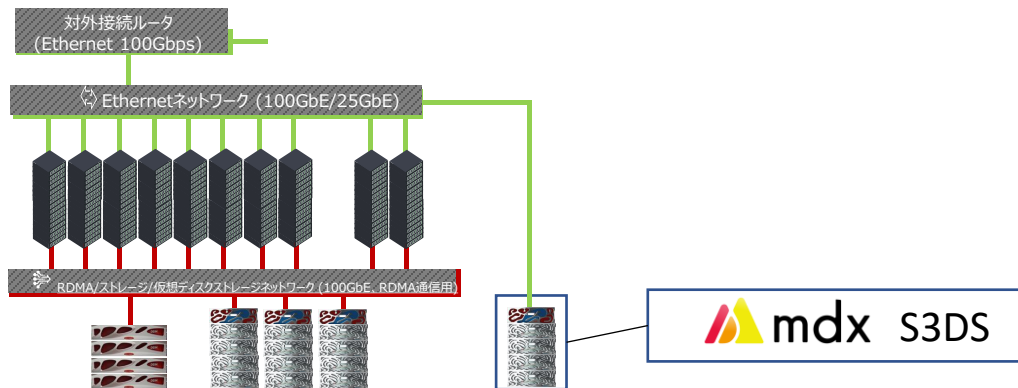 対外接続ルータ
(Ethernet 100Gbps)
Ethernetネットワーク (100GbE/25GbE)
RDMA/ストレージ/仮想ディスクストレージネットワーク (100GbE、RDMA通信用)
mdx S3DS